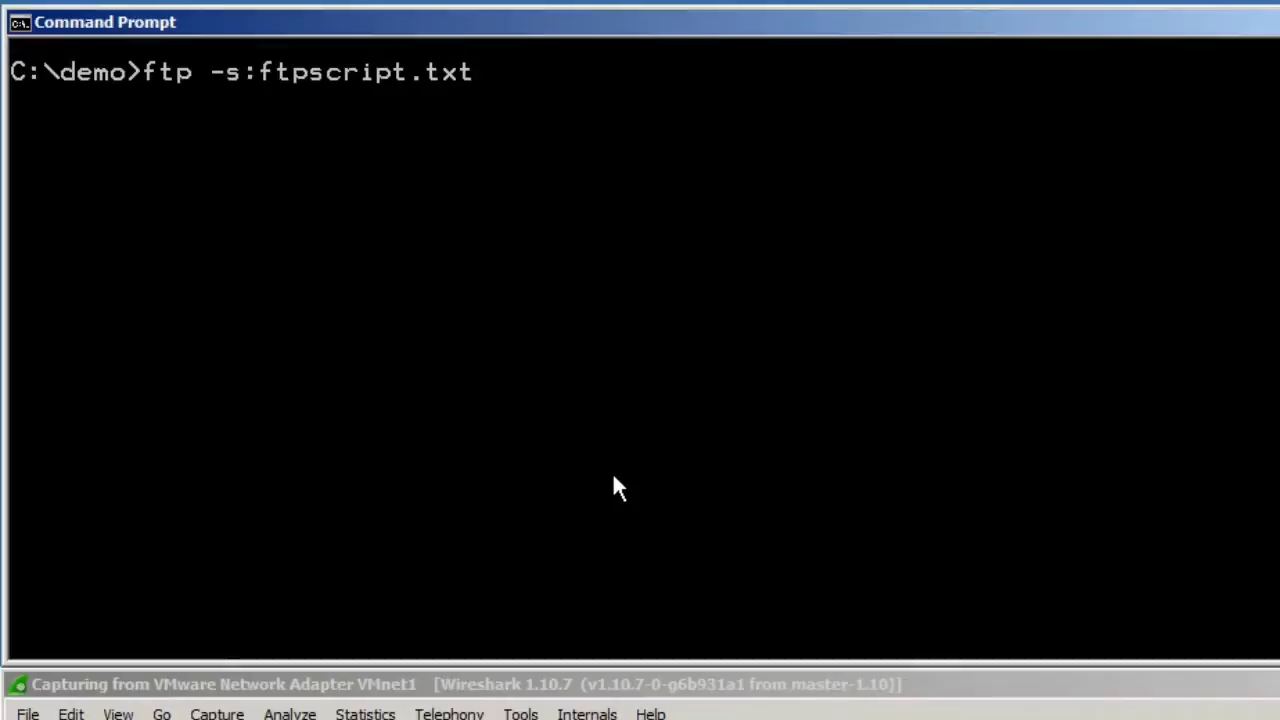 Command Prompt
C:\demo>ftp -s:ftpscript.txt
Capturing from VMware Network Adapter VMnet1 [Wireshark 1.10.7 (v1.10.7-0-g6b931a1 from master-1.10)]
File Edit View Go Capture Analyze Statistics Telephony Tools Internals Help